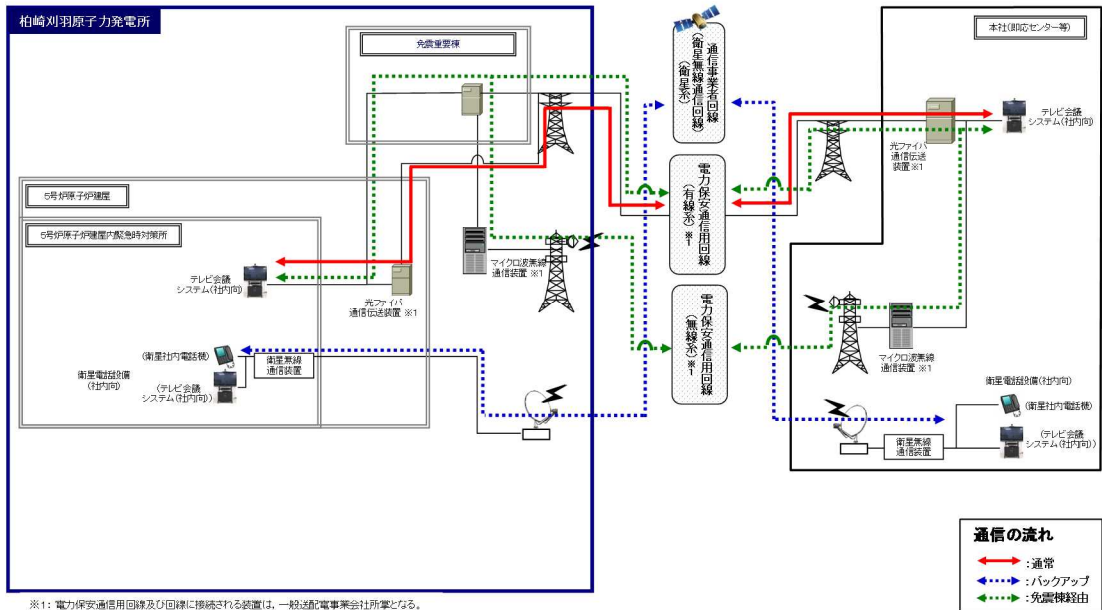 柏崎刈羽原子力発電所
免震重要棟
5号炉原子炉建屋
5号炉原子炉建屋内緊急時対策所
テレビ会議
システム(社内向)
光ファイバ
通信伝送装置 ※1
マイクロ波無線
通信装置 ※1
衛星電話設備
(社内向)
(衛星社内電話機)
(テレビ会議
システム(社内向))
衛星無線
通信装置
通信事業者回線
(衛星無線通信回線)
(衛星系)
電力保安通信用回線
(有線系)※1
電力保安通信用回線
(無線系)※1
本社(即応センター等)
テレビ会議
システム(社内向)
光ファイバ
通信伝送
装置※1
マイクロ波無線
通信装置 ※1
衛星電話設備(社内向)
(衛星社内電話機)
(テレビ会議
システム(社内向))
衛星無線
通信装置
通信の流れ
:通常
:バックアップ
:免震棟経由
※1: 電力保安通信用回線及び回線に接続される装置は、一般送配電事業会社所掌となる。